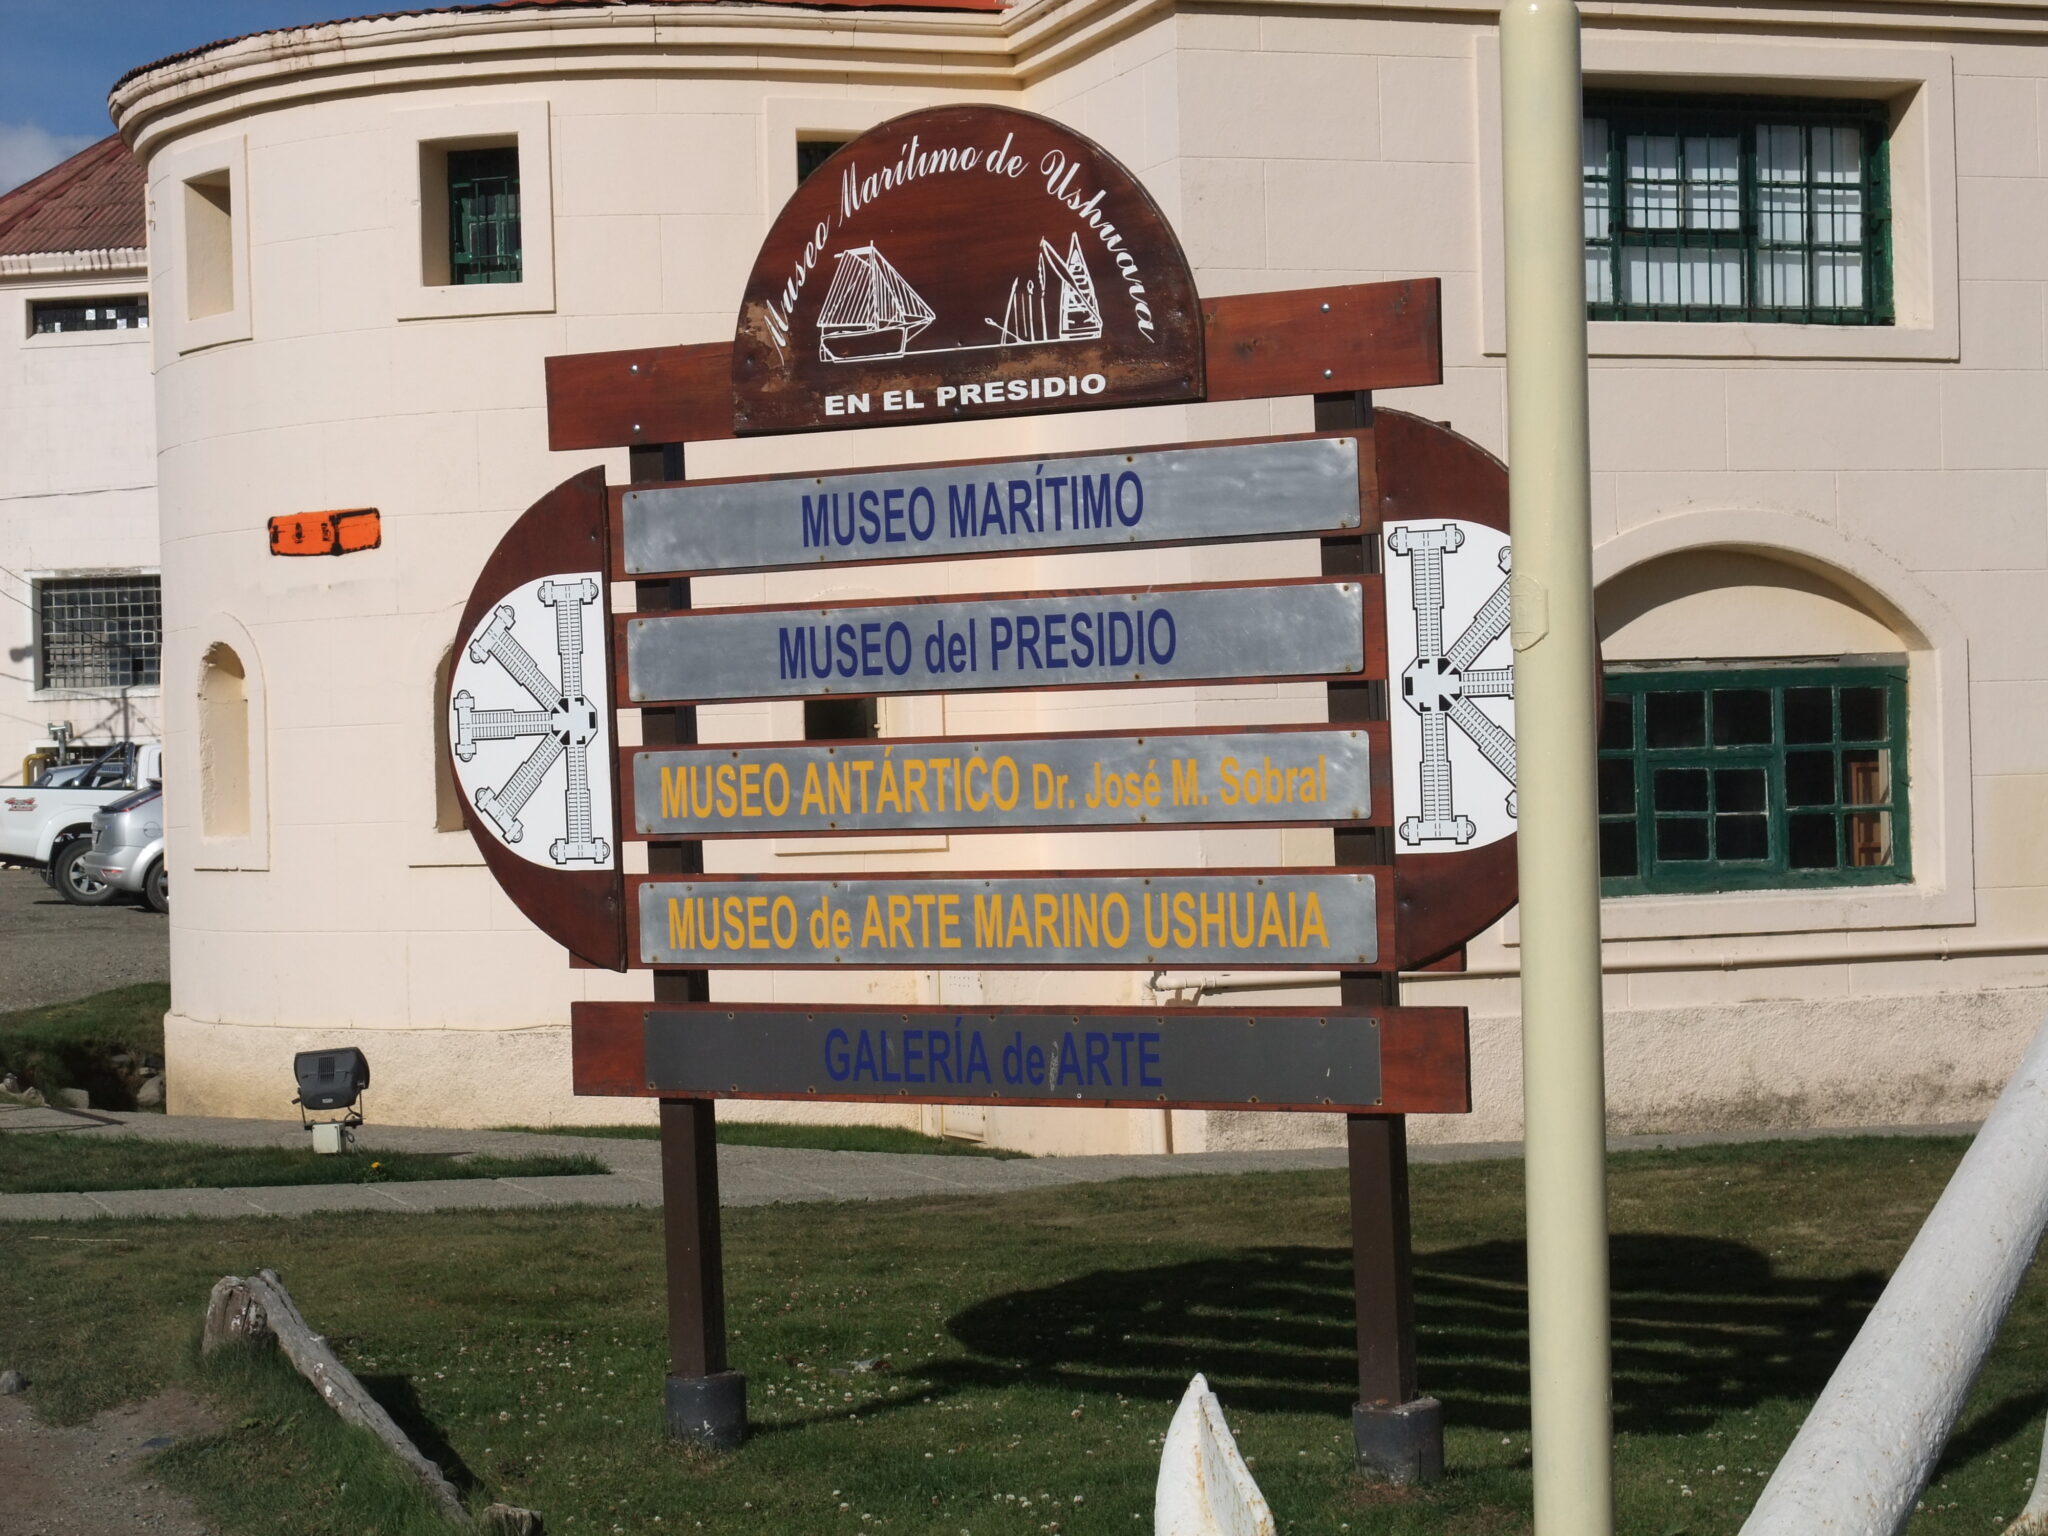 Museo Marítimo de Ushuaia
EN EL PRESIDIO
MUSEO MARÍTIMO
MUSEO del PRESIDIO
MUSEO ANTÁRTICO Dr. José M. Sobral
MUSEO de ARTE MARINO USHUAIA
GALERÍA de ARTE